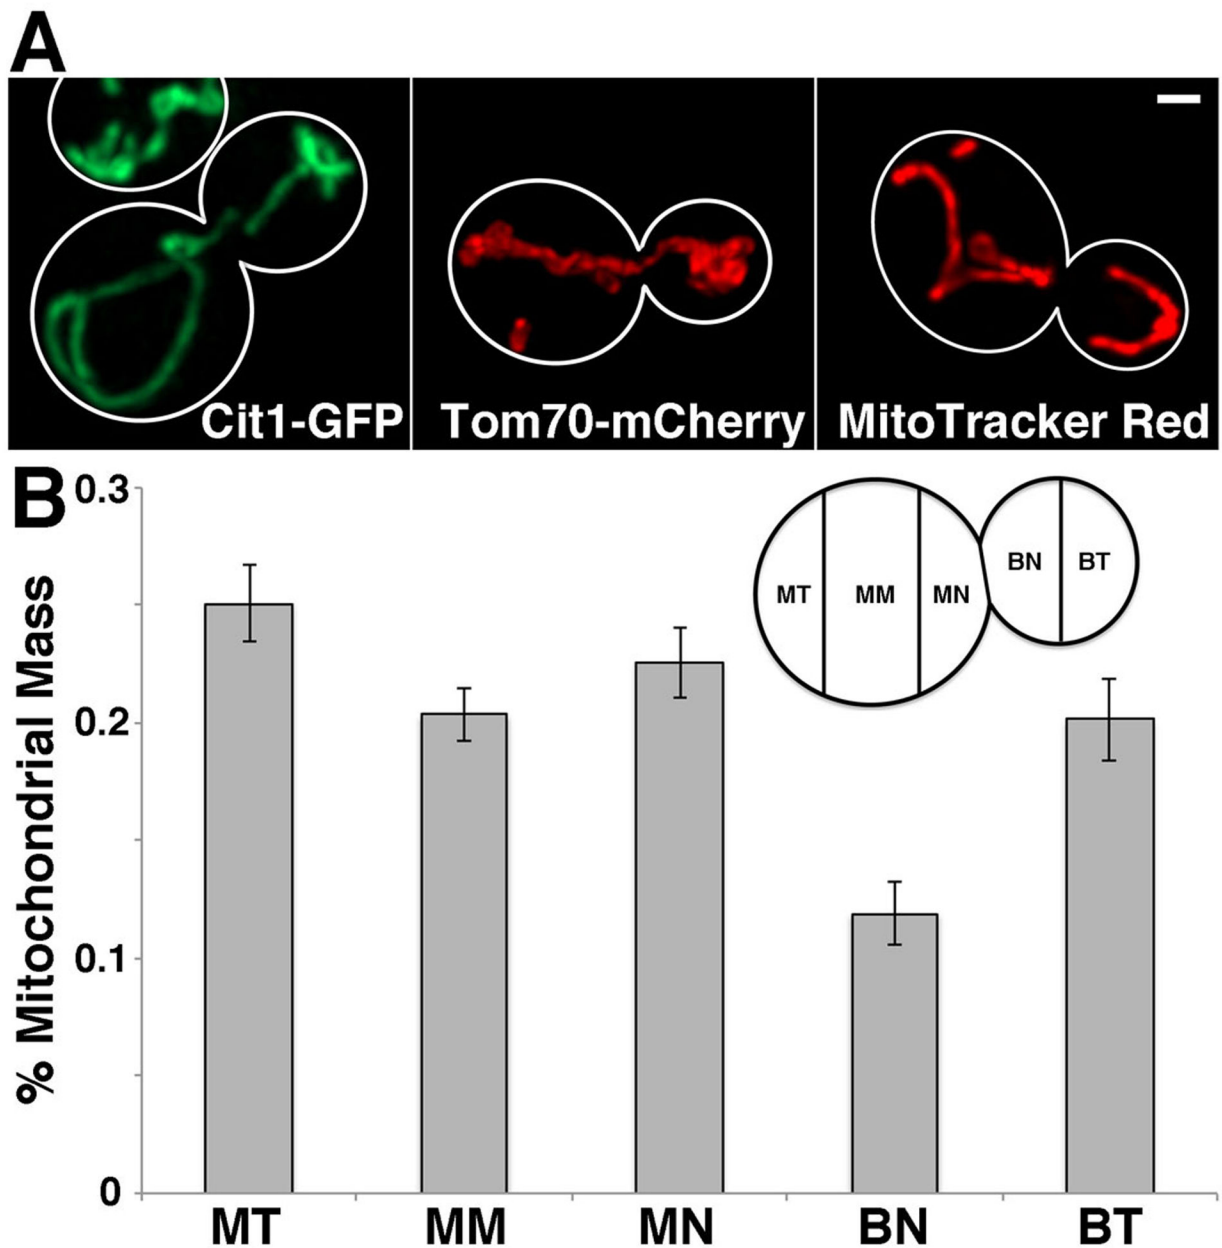 A
Cit1-GFP
Tom70-mCherry
MitoTracker Red
B
% Mitochondrial Mass
0.3
0.2
0.1
0
MT
MM
MN
BN
BT
MT
MM
MN
BN
BT